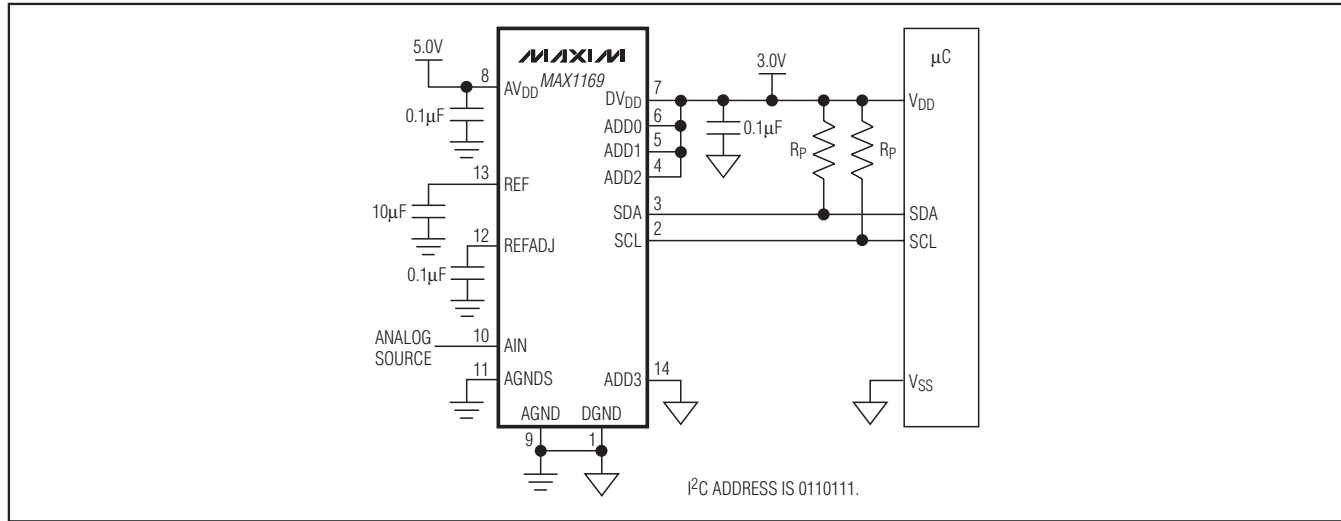 5.0V
0.1µF
10µF
0.1µF
ANALOG
SOURCE
8
13
12
10
11
MAXIM
MAX1169
AVDD
REF
REFADJ
AIN
AGNDS
AGND
DGND
9
1
DVDD
ADD0
ADD1
ADD2
SDA
SCL
ADD3
7
6
5
4
3
2
14
3.0V
0.1µF
RP
RP
µC
VDD
SDA
SCL
VSS
I²C ADDRESS IS 0110111.